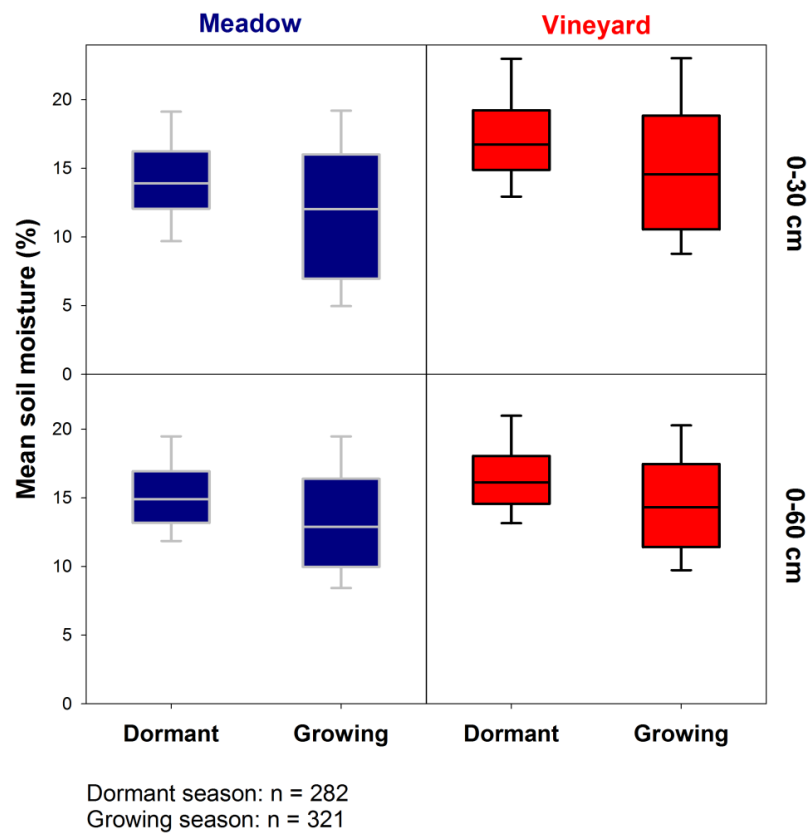 Meadow
Vineyard
Mean soil moisture (%)
20
15
10
5
0
0-30 cm
20
15
10
5
0
0-60 cm
Dormant
Growing
Dormant
Growing
Dormant season: n = 282
Growing season: n = 321